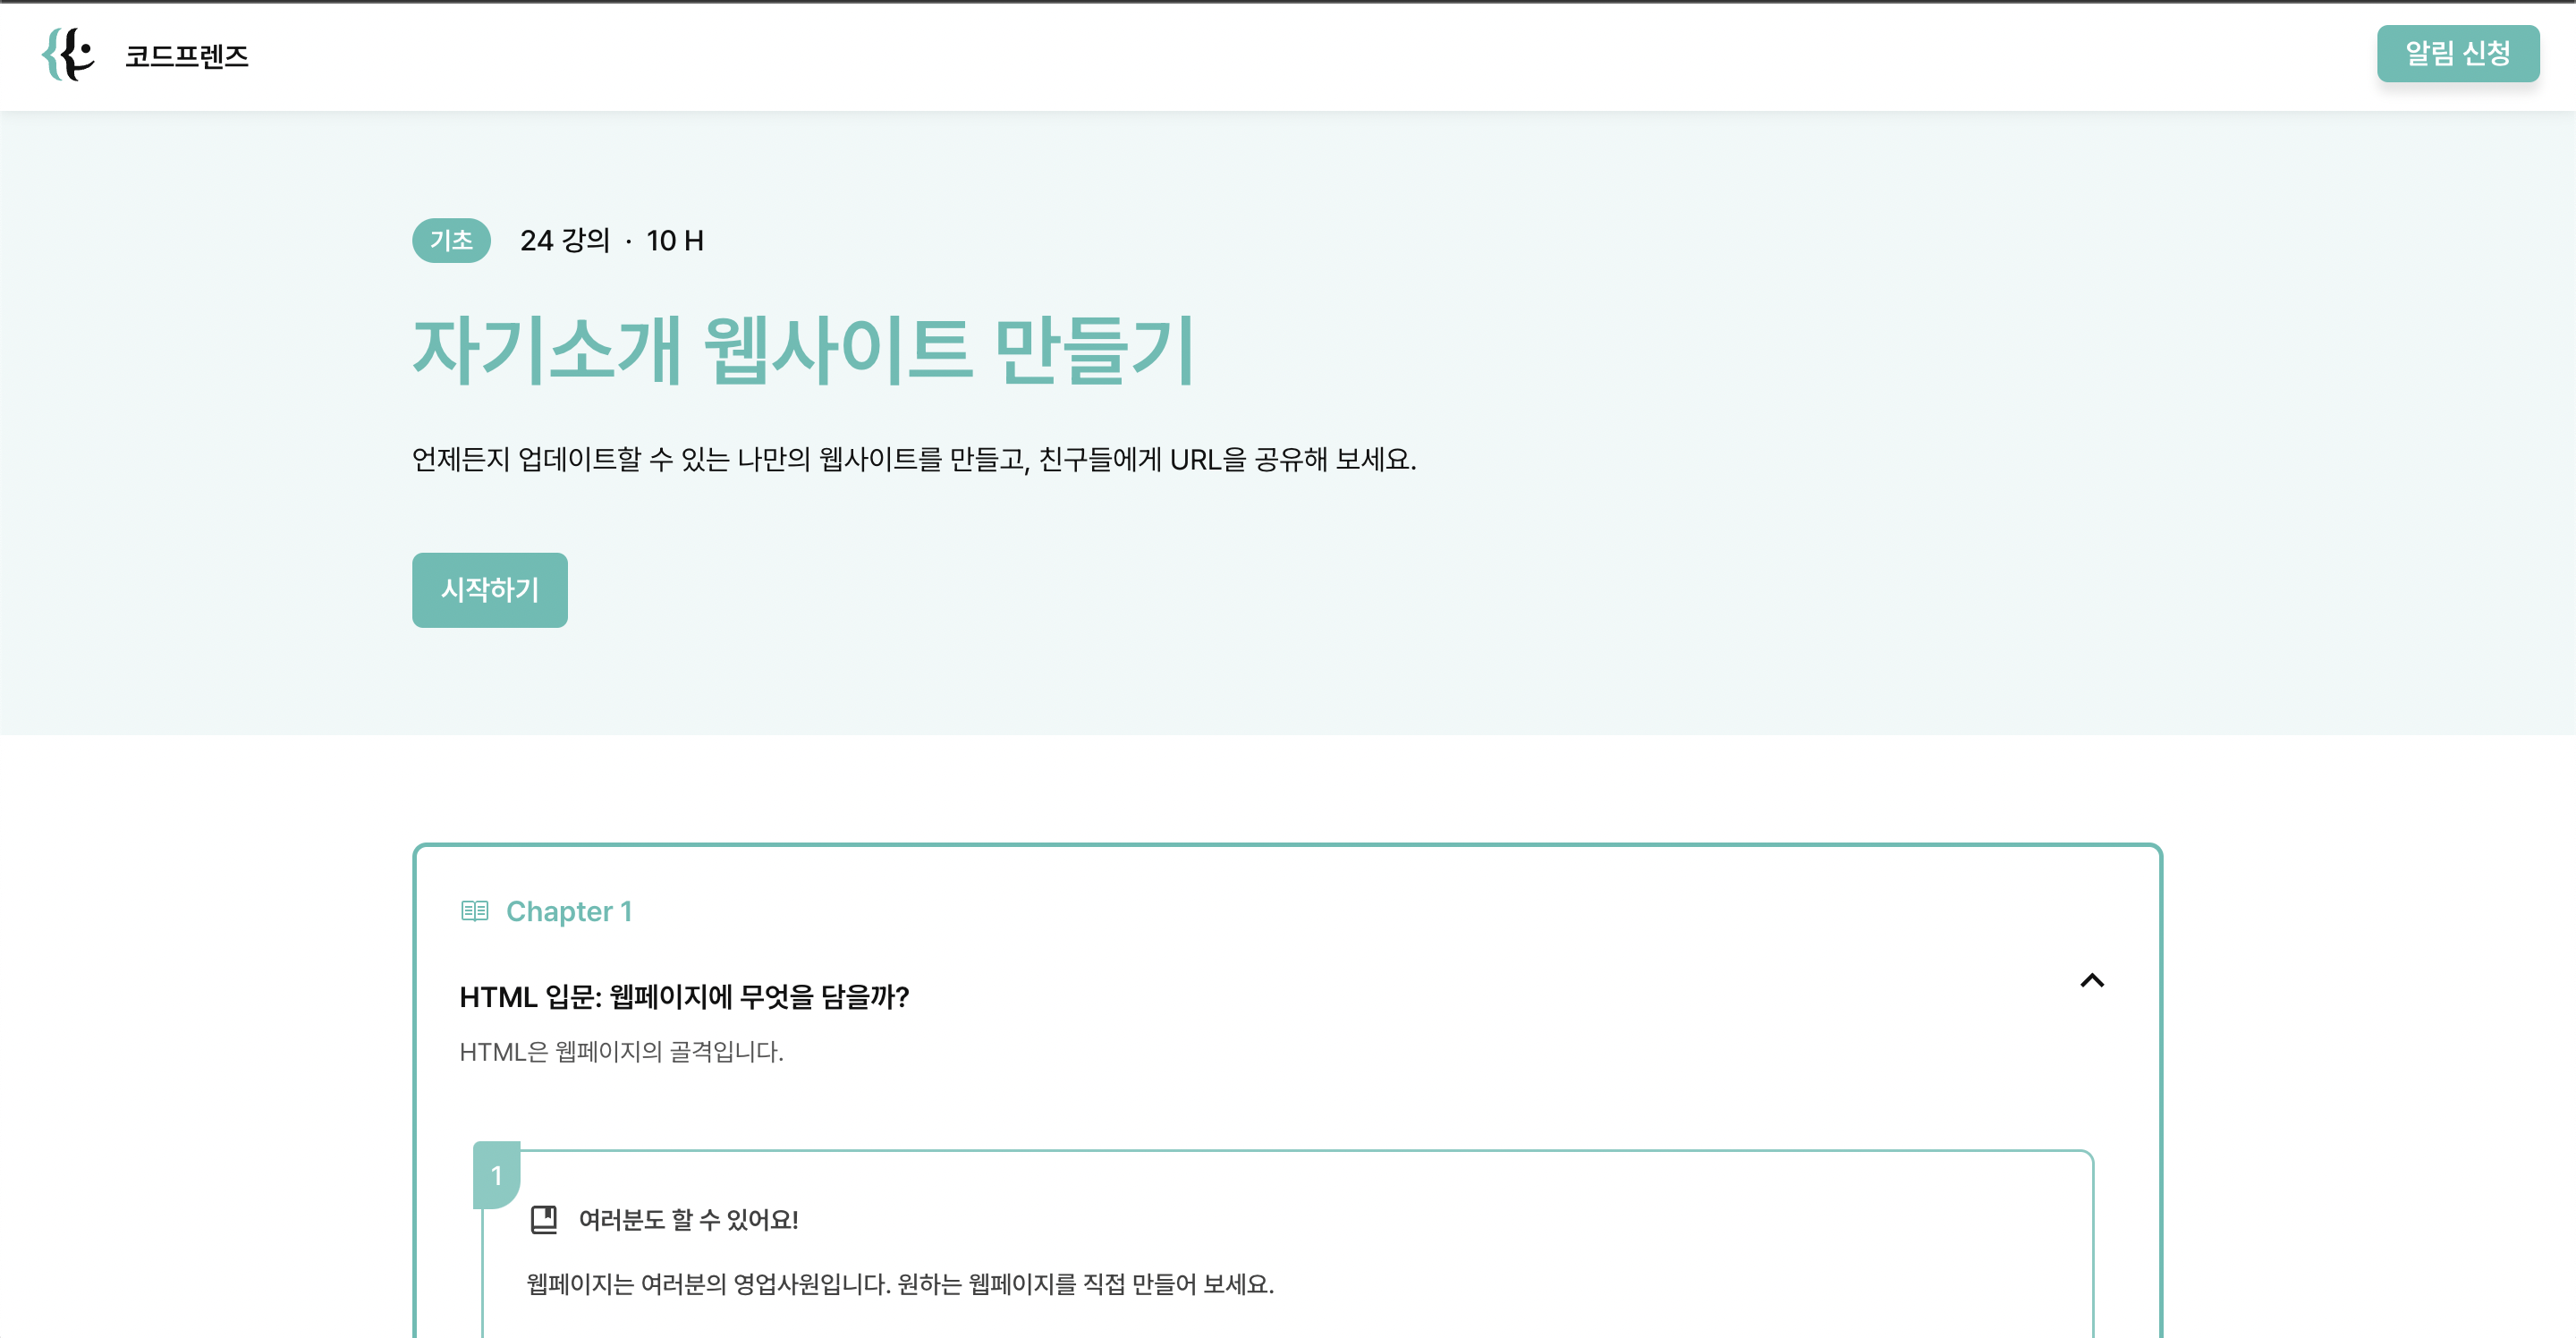 코드프렌즈
알림 신청
기초 24 강의 · 10 H
자기소개 웹사이트 만들기
언제든지 업데이트할 수 있는 나만의 웹사이트를 만들고, 친구들에게 URL을 공유해 보세요.
시작하기
Chapter 1
HTML 입문: 웹페이지에 무엇을 담을까?
HTML은 웹페이지의 골격입니다.
1
여러분도 할 수 있어요!
웹페이지는 여러분의 영업사원입니다. 원하는 웹페이지를 직접 만들어 보세요.